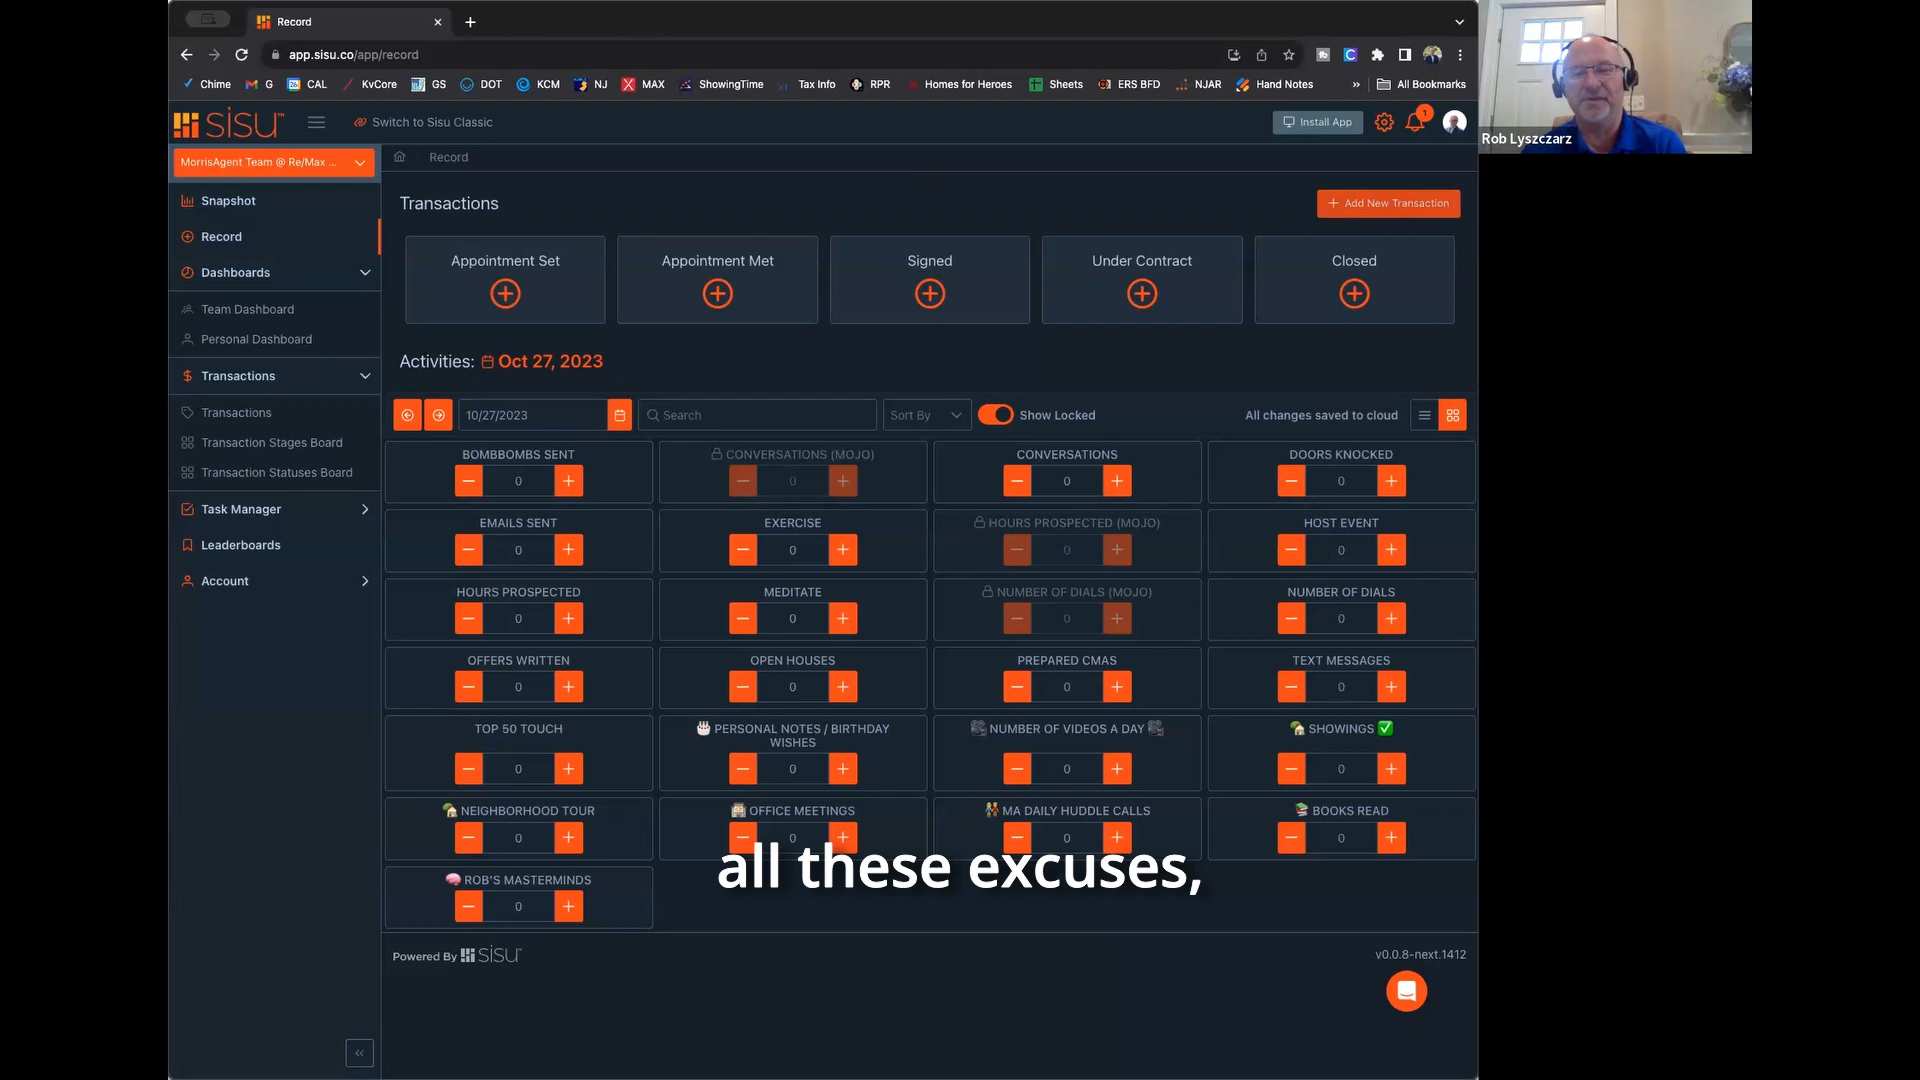 Record
app.sisu.co/app/record
Chime
G
CAL
KvCore
GS
DOT
KCM
NJ
MAX
ShowingTime
Tax Info
RPR
Homes for Heroes
Sheets
ERS BFD
NJAR
Hand Notes
»
All Bookmarks
Rob Lyszczarz
sisu™
Switch to Sisu Classic
Install App
1
MorrisAgent Team @ Re/Max ...
Record
Snapshot
Record
Dashboards
Team Dashboard
Personal Dashboard
Transactions
Transactions
Transaction Stages Board
Transaction Statuses Board
Task Manager
Leaderboards
Account
Transactions
+ Add New Transaction
Appointment Set
Appointment Met
Signed
Under Contract
Closed
Activities: Oct 27, 2023
10/27/2023
Search
Sort By
Show Locked
All changes saved to cloud
BOMBBOMBS SENT
0
CONVERSATIONS (MOJO)
0
CONVERSATIONS
0
DOORS KNOCKED
0
EMAILS SENT
0
EXERCISE
0
HOURS PROSPECTED (MOJO)
0
HOST EVENT
0
HOURS PROSPECTED
0
MEDITATE
0
NUMBER OF DIALS (MOJO)
0
NUMBER OF DIALS
0
OFFERS WRITTEN
0
OPEN HOUSES
0
PREPARED CMAS
0
TEXT MESSAGES
0
TOP 50 TOUCH
0
🎂 PERSONAL NOTES / BIRTHDAY
WISHES
0
🎥 NUMBER OF VIDEOS A DAY 🎥
0
🏡 SHOWINGS ✅
0
🏡 NEIGHBORHOOD TOUR
0
🏫 OFFICE MEETINGS
0
👫 MA DAILY HUDDLE CALLS
0
📚 BOOKS READ
0
🧠 ROB'S MASTERMINDS
0
all these excuses,
Powered By sisu™
v0.0.8-next.1412